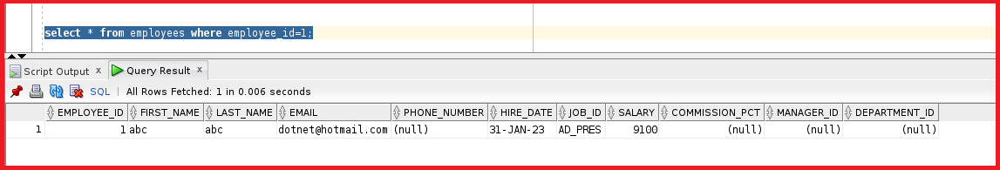 select * from employees where employee_id=1;
Script Output x Query Result x
SQL | All Rows Fetched: 1 in 0.006 seconds
EMPLOYEE_ID FIRST_NAME LAST_NAME EMAIL PHONE_NUMBER HIRE_DATE JOB_ID SALARY COMMISSION_PCT MANAGER_ID DEPARTMENT_ID
1 1 abc abc dotnet@hotmail.com (null) 31-JAN-23 AD_PRES 9100 (null) (null) (null)